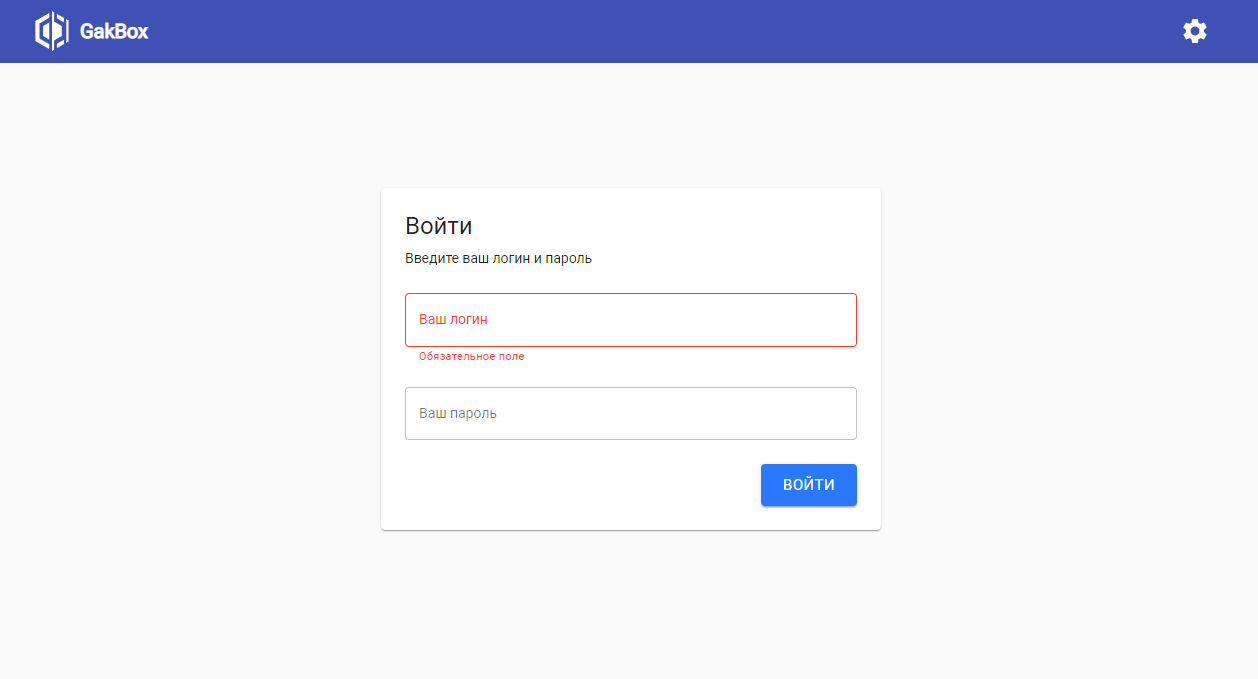 GakBox
Войти
Введите ваш логин и пароль
Ваш логин
Обязательное поле
Ваш пароль
ВОЙТИ